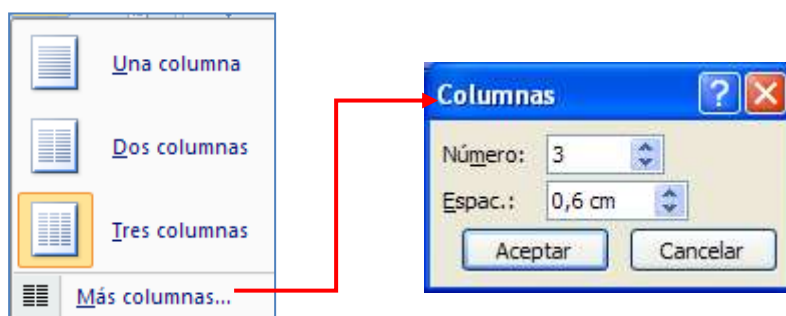 Una columna
Dos columnas
Tres columnas
Más columnas...
Columnas
Número: 3
Espac.: 0,6 cm
Aceptar Cancelar